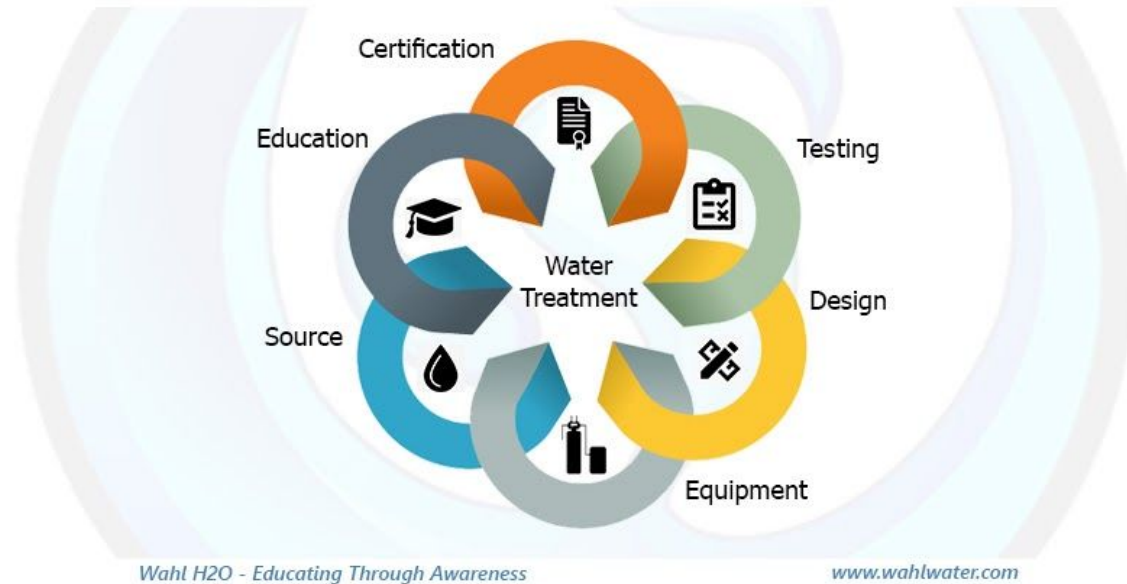 Certification
Education
Testing
Water
Treatment
Design
Source
Equipment
Wahl H2O - Educating Through Awareness
www.wahlwater.com